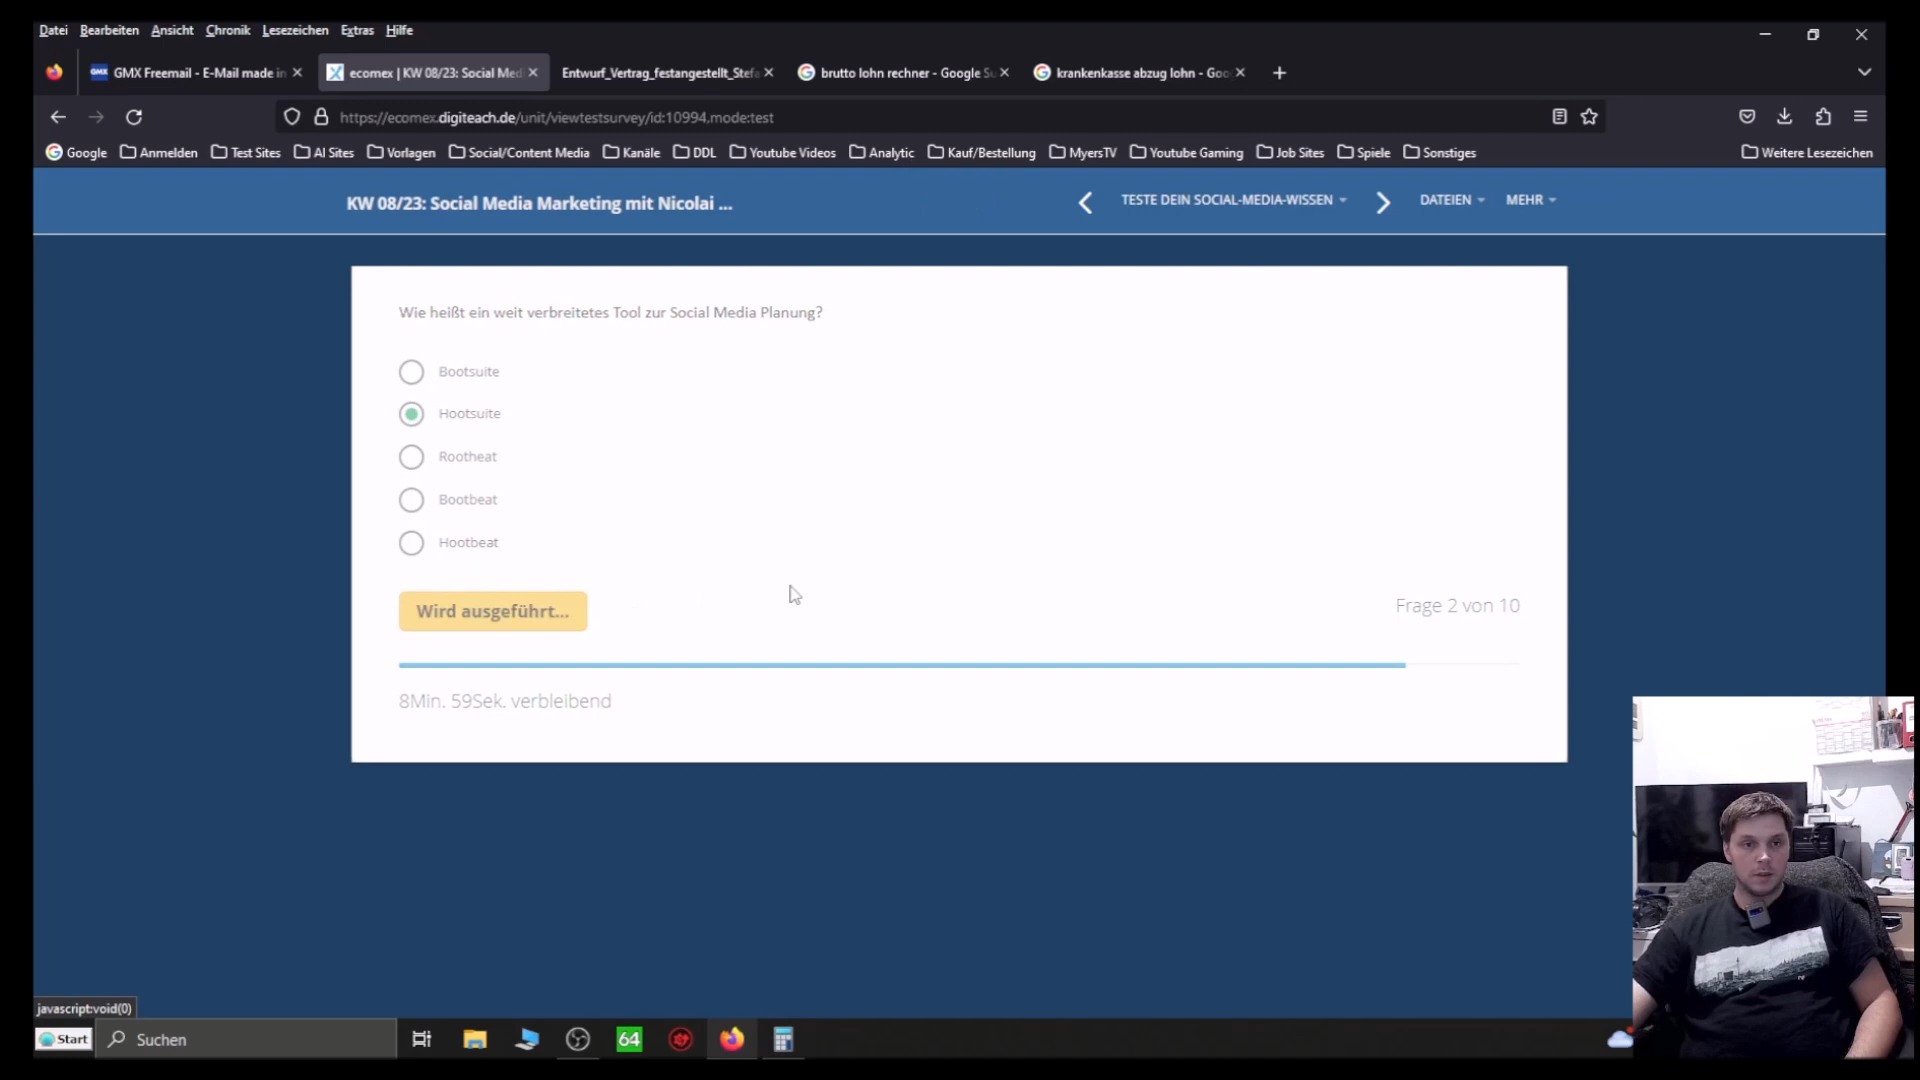 Datei Bearbeiten Ansicht Chronik Lesezeichen Extras Hilfe
GMX GMX Freemail - E-Mail made in
ecomex | KW 08/23: Social Med
Entwurf_Vertrag_festangestellt_Stef
brutto lohn rechner - Google Su
krankenkasse abzug lohn - Goo
https://ecomex.digiteach.de/unit/viewtestsurvey/id:10994,mode:test
Google Anmelden Test Sites AI Sites Vorlagen Social/Content Media Kanäle DDL Youtube Videos Analytic Kauf/Bestellung MyersTV Youtube Gaming Job Sites Spiele Sonstiges Weitere Lesezeichen
KW 08/23: Social Media Marketing mit Nicolai ...
TESTE DEIN SOCIAL-MEDIA-WISSEN DATEIEN MEHR
Wie heißt ein weit verbreitetes Tool zur Social Media Planung?
Bootsuite
Hootsuite
Rootheat
Bootbeat
Hootbeat
Wird ausgeführt...
Frage 2 von 10
8Min. 59Sek. verbleibend
javascript:void(0)
Start Suchen
64